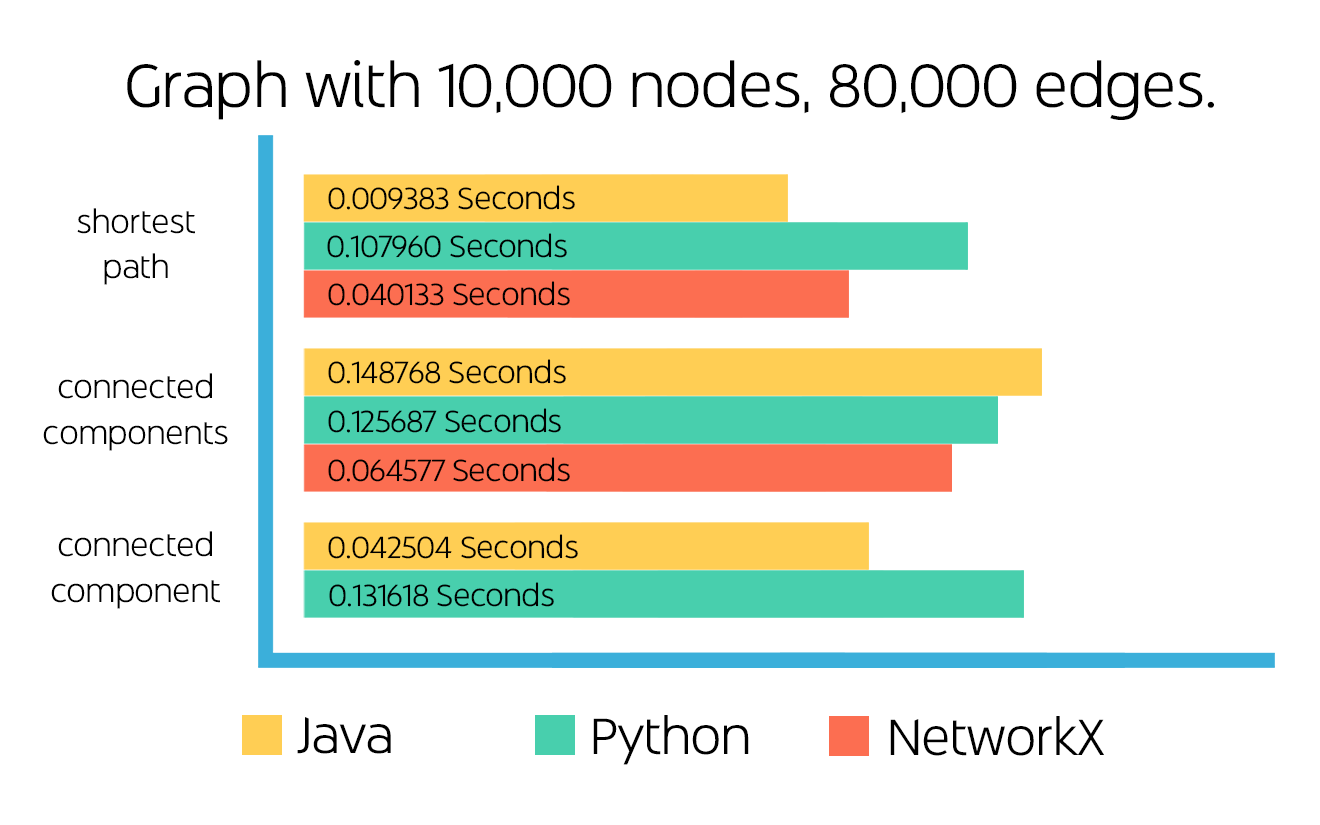 Graph with 10,000 nodes, 80,000 edges.
shortest
path
0.009383 Seconds
0.107960 Seconds
0.040133 Seconds
connected
components
0.148768 Seconds
0.125687 Seconds
0.064577 Seconds
connected
component
0.042504 Seconds
0.131618 Seconds
Java
Python
NetworkX